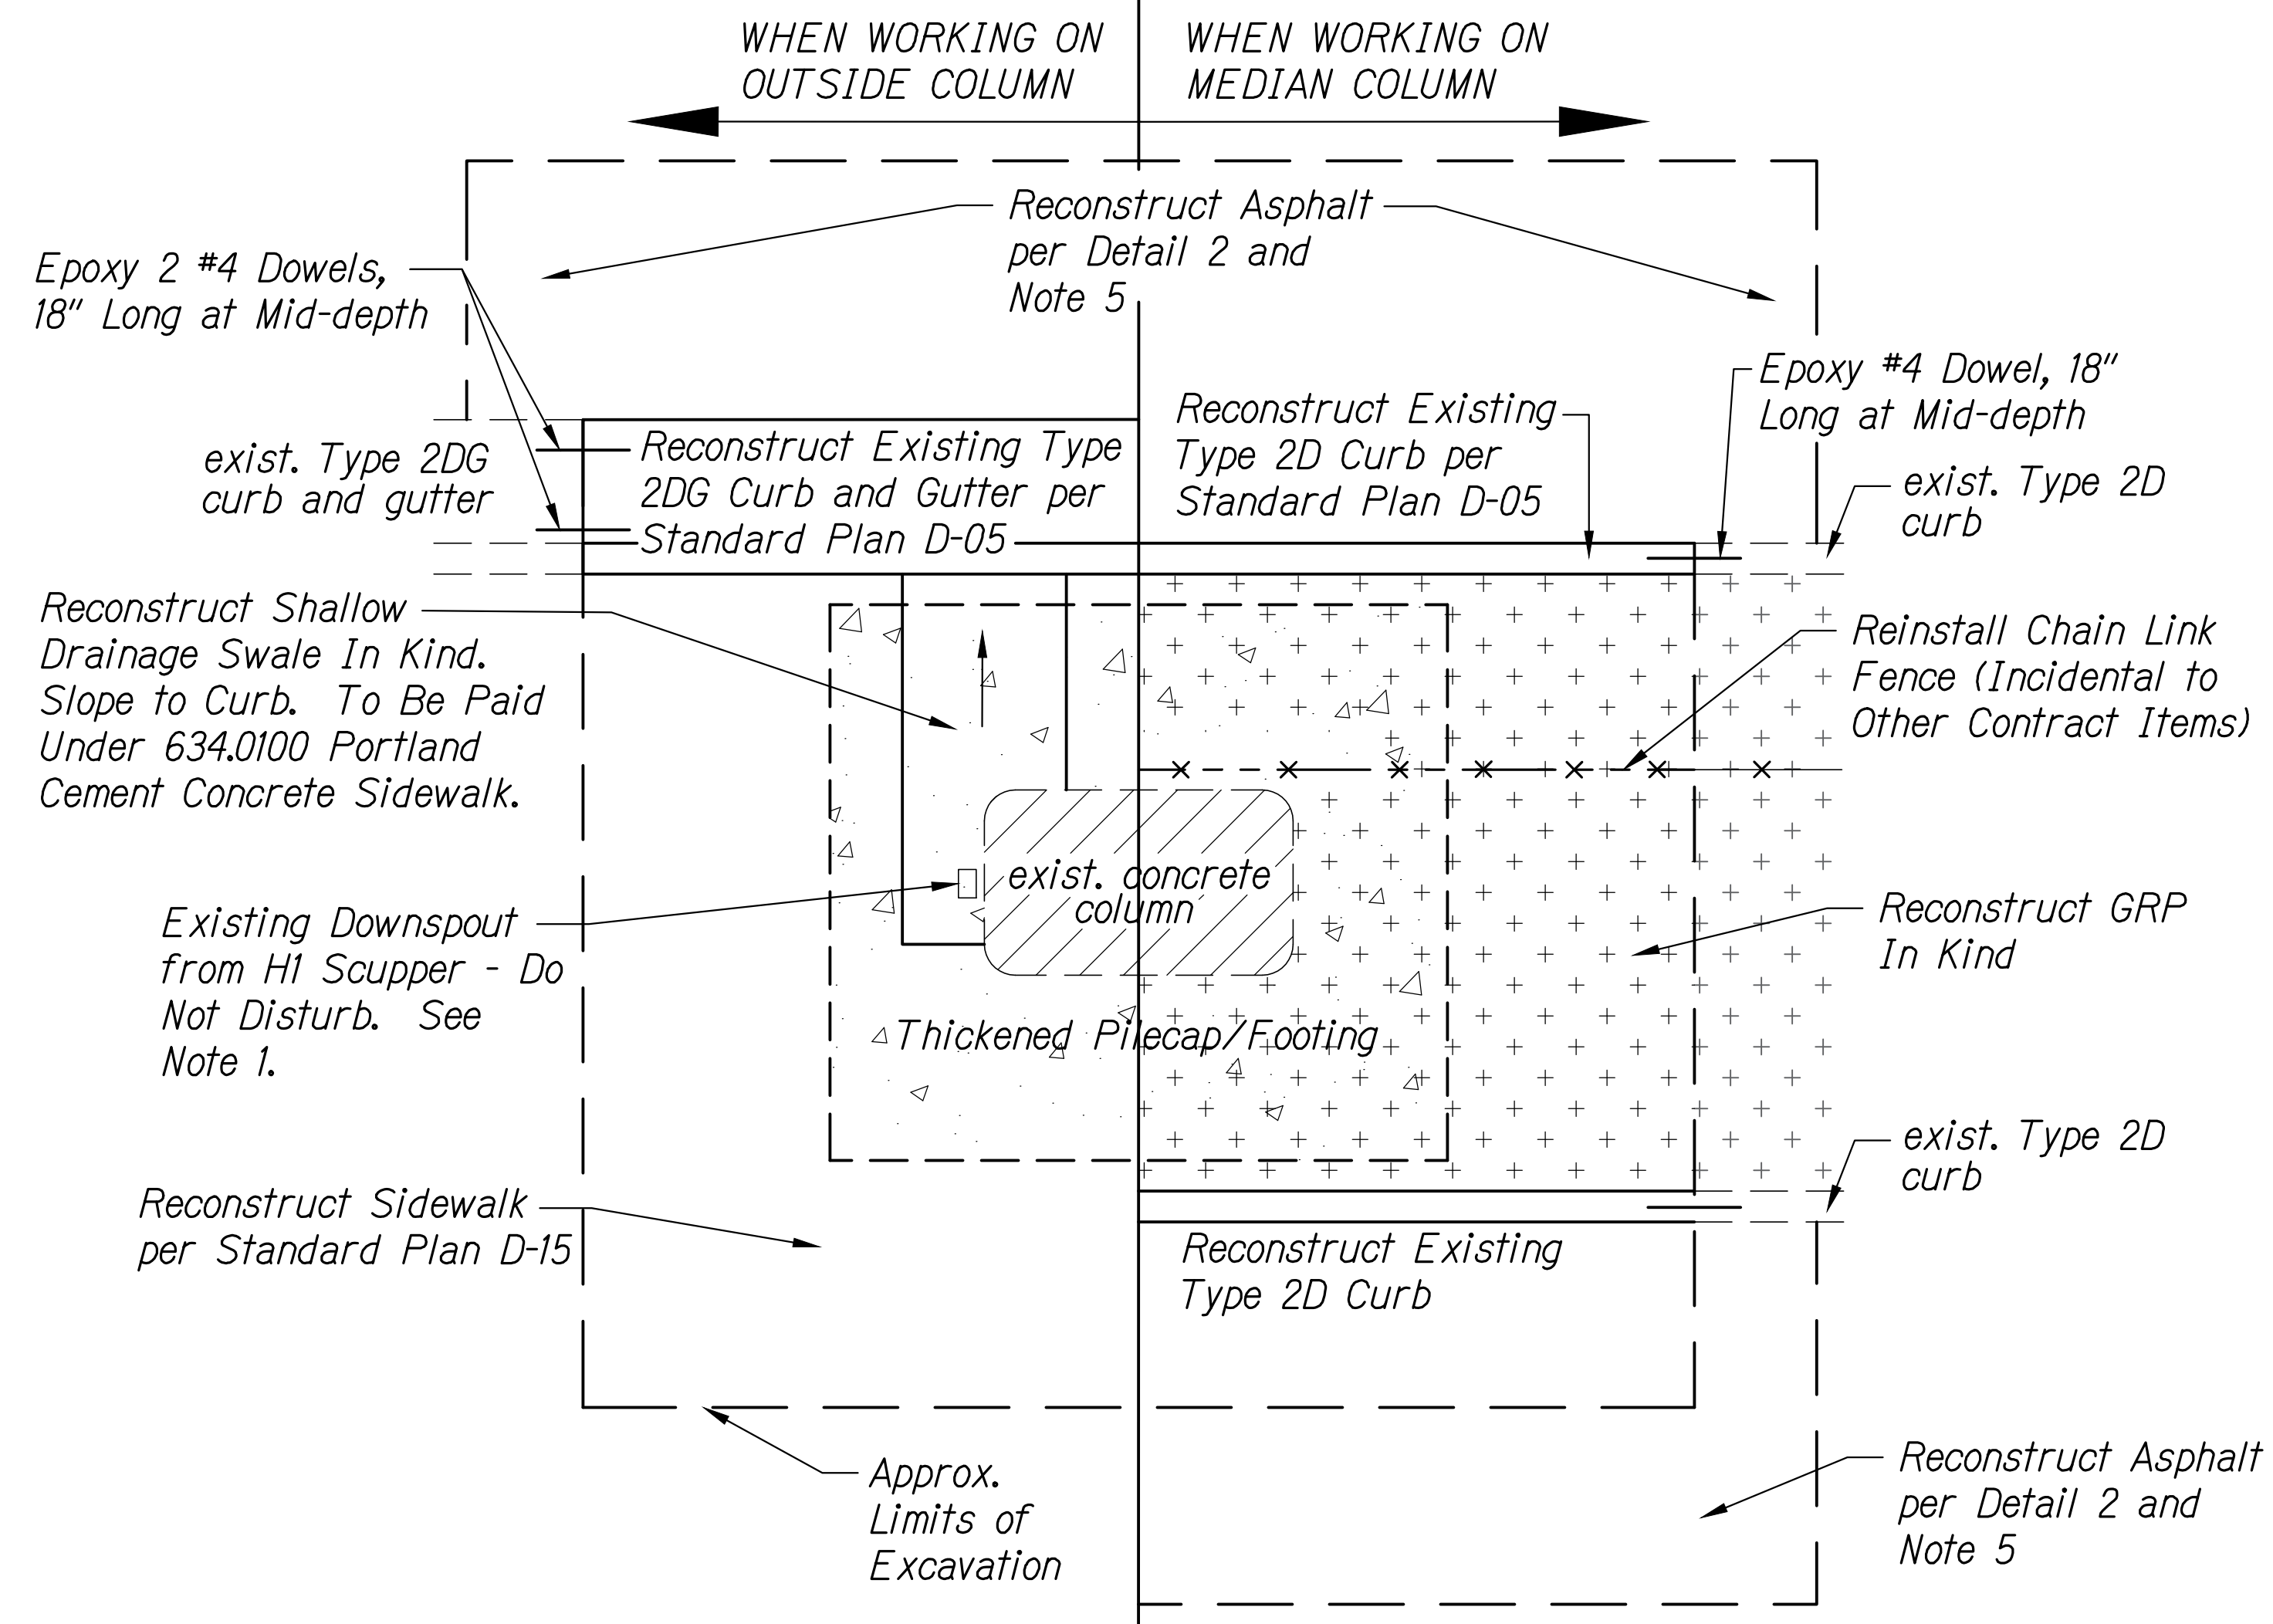 WHEN WORKING ON
OUTSIDE COLUMN
WHEN WORKING ON
MEDIAN COLUMN
Reconstruct Asphalt
per Detail 2 and
Note 5
Epoxy 2 #4 Dowels,
18" Long at Mid-depth
Epoxy #4 Dowel, 18"
Long at Mid-depth
Reconstruct Existing
Type 2D Curb per
Standard Plan D-05
exist. Type 2DG
curb and gutter
Reconstruct Existing Type
2DG Curb and Gutter per
Standard Plan D-05
exist. Type 2D
curb
Reconstruct Shallow
Drainage Swale In Kind.
Slope to Curb. To Be Paid
Under 634.0100 Portland
Cement Concrete Sidewalk.
Reinstall Chain Link
Fence (Incidental to
Other Contract Items)
exist. concrete
column
Existing Downspout
from H1 Scupper - Do
Not Disturb. See
Note 1.
Reconstruct GRP
In Kind
Thickened Pilecap/Footing
exist. Type 2D
curb
Reconstruct Sidewalk
per Standard Plan D-15
Reconstruct Existing
Type 2D Curb
Approx.
Limits of
Excavation
Reconstruct Asphalt
per Detail 2 and
Note 5